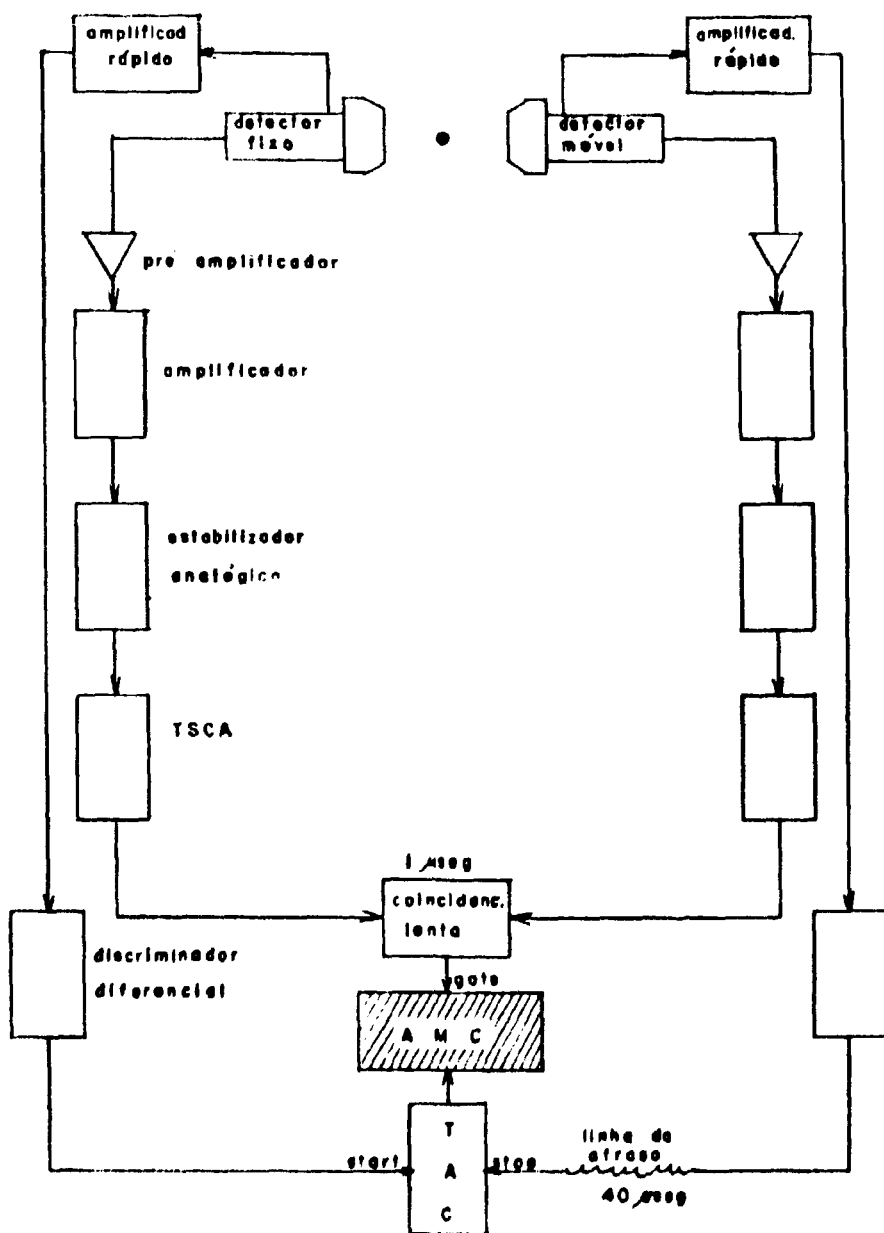 amplificad
rápido
amplificad.
rápido
detector
fixo
detector
móvel
pre amplificador
amplificador
estabilizador
analógico
TSCA
1 μseg
coincidenc.
lenta
discriminador
diferencial
gate
A M C
T
A
C
start
stop
linha de
atraso
40 μseg